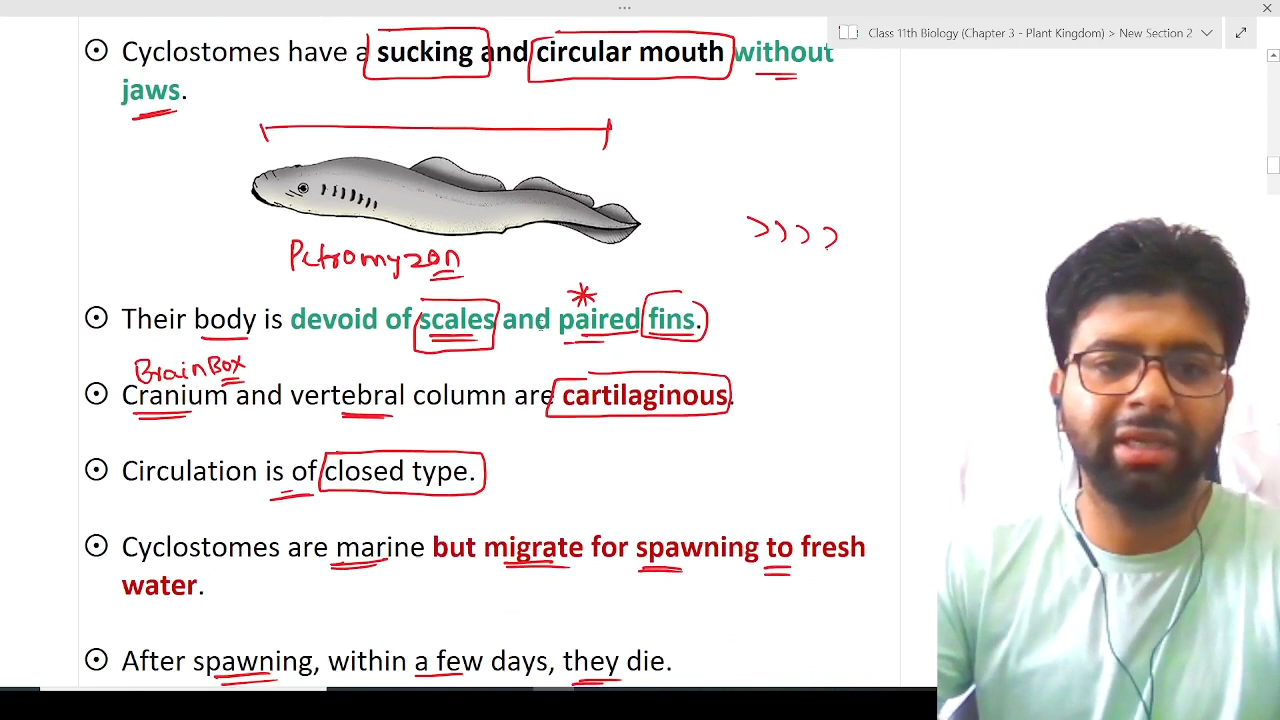 Class 11th Biology (Chapter 3 - Plant Kingdom) > New Section 2
Cyclostomes have a sucking and circular mouth without
jaws.
Petromyzon
Their body is devoid of scales and paired fins.
BrainBox
Cranium and vertebral column are cartilaginous.
Circulation is of closed type.
Cyclostomes are marine but migrate for spawning to fresh
water.
After spawning, within a few days, they die.